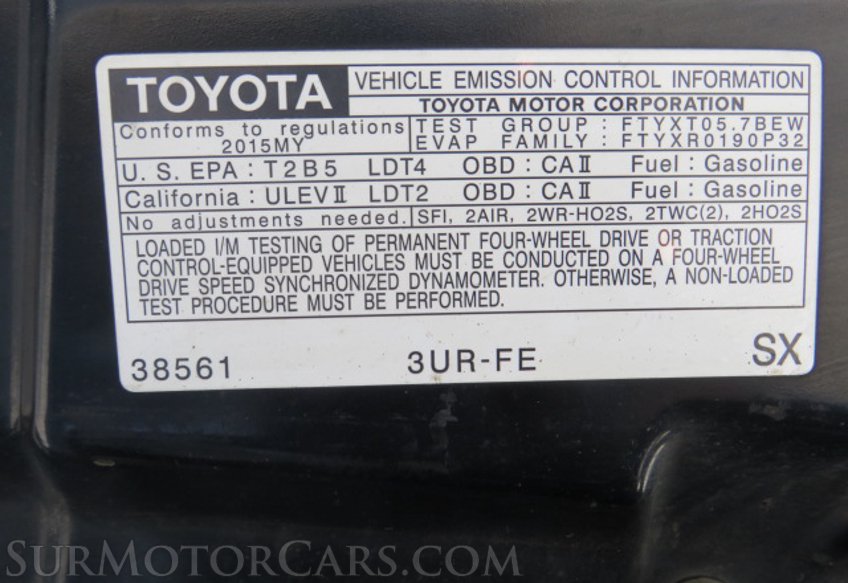 TOYOTA
VEHICLE EMISSION CONTROL INFORMATION
TOYOTA MOTOR CORPORATION
Conforms to regulations
2015MY
TEST GROUP : FTYXT05.7BEW
EVAP FAMILY : FTYXR0190P32
U. S. EPA : T2B5 LDT4 OBD : CAⅡ Fuel : Gasoline
California : ULEVⅡ LDT2 OBD : CAⅡ Fuel : Gasoline
No adjustments needed. SFI, 2AIR, 2WR-HO2S, 2TWC(2), 2HO2S
LOADED I/M TESTING OF PERMANENT FOUR-WHEEL DRIVE OR TRACTION
CONTROL-EQUIPPED VEHICLES MUST BE CONDUCTED ON A FOUR-WHEEL
DRIVE SPEED SYNCHRONIZED DYNAMOMETER. OTHERWISE, A NON-LOADED
TEST PROCEDURE MUST BE PERFORMED.
38561 3UR-FE SX
SURMOTORCARS.COM